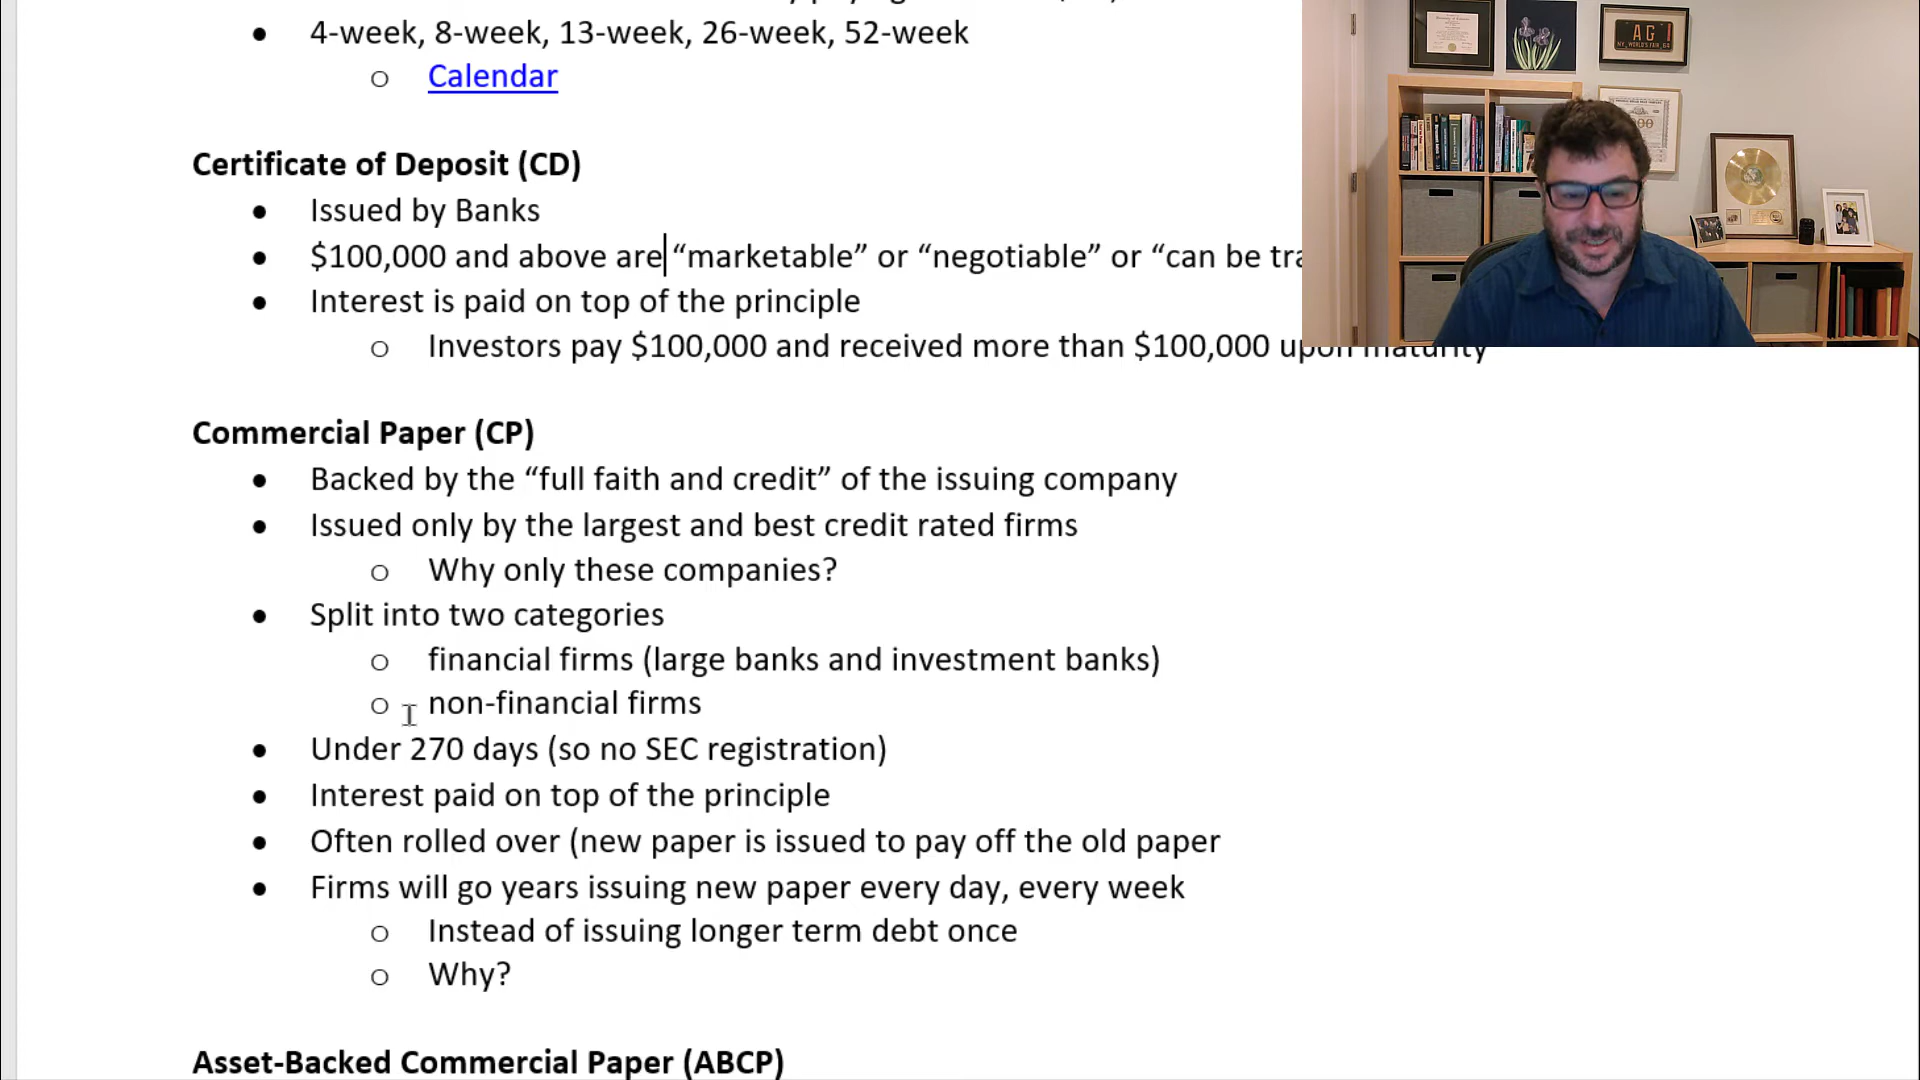 4-week, 8-week, 13-week, 26-week, 52-week
Calendar
Certificate of Deposit (CD)
Issued by Banks
$100,000 and above are “marketable” or “negotiable” or “can be
Interest is paid on top of the principle
Investors pay $100,000 and received more than $100,000 upon maturity
Commercial Paper (CP)
Backed by the “full faith and credit” of the issuing company
Issued only by the largest and best credit rated firms
Why only these companies?
Split into two categories
financial firms (large banks and investment banks)
non-financial firms
Under 270 days (so no SEC registration)
Interest paid on top of the principle
Often rolled over (new paper is issued to pay off the old paper
Firms will go years issuing new paper every day, every week
Instead of issuing longer term debt once
Why?
Asset-Backed Commercial Paper (ABCP)
AG